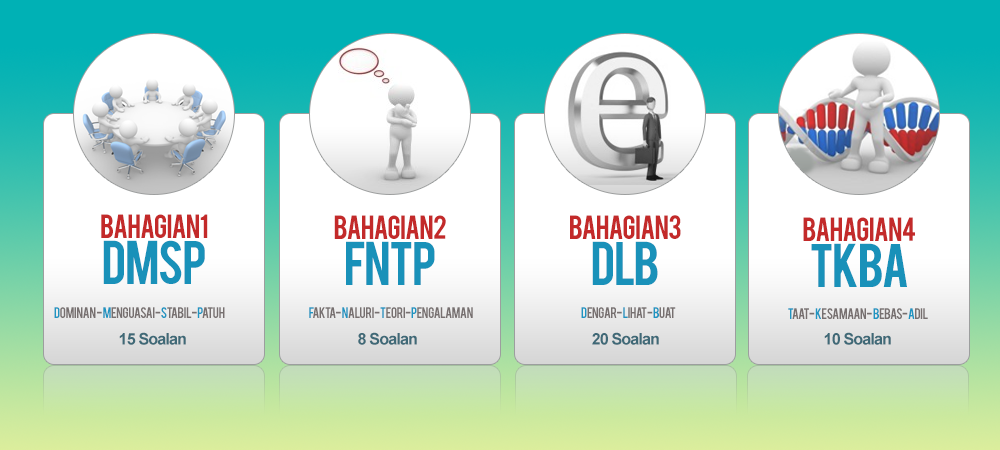 BAHAGIAN1
DMSP
DOMINAN-MENGUASAI-STABIL-PATUH
15 Soalan
BAHAGIAN2
FNTP
FAKTA-NALURI-TEORI-PENGALAMAN
8 Soalan
BAHAGIAN3
DLB
DENGAR-LIHAT-BUAT
20 Soalan
BAHAGIAN4
TKBA
TAAT-KESAMAAN-BEBAS-ADIL
10 Soalan